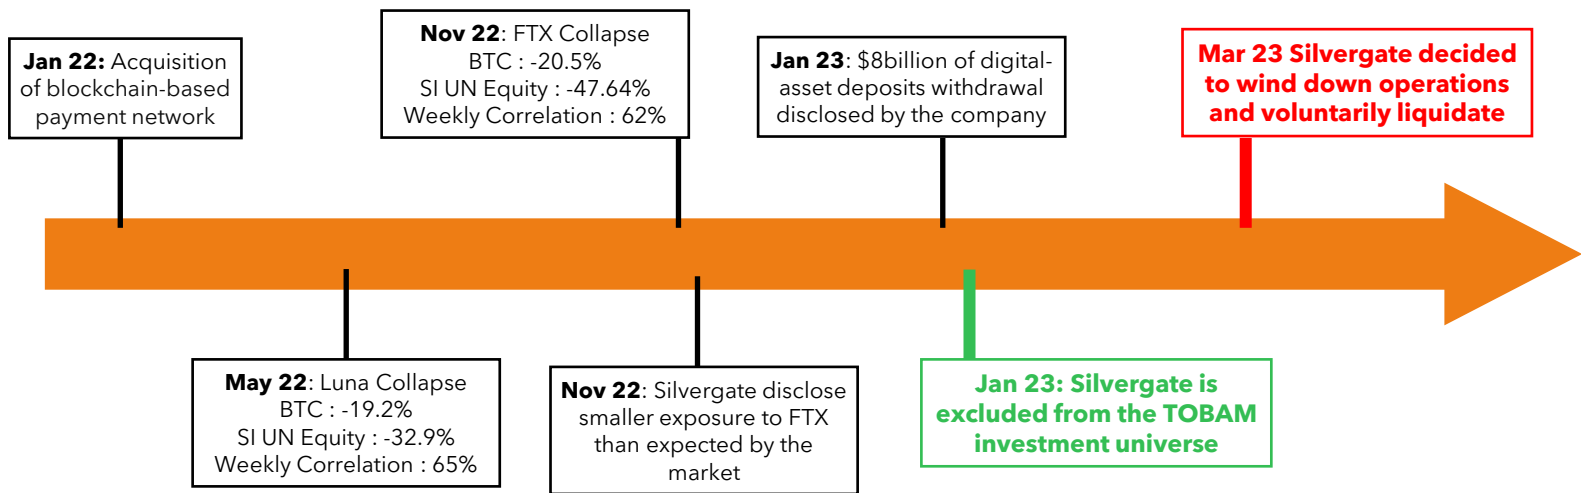 Jan 22: Acquisition
of blockchain-based
payment network
Nov 22: FTX Collapse
BTC : -20.5%
SI UN Equity : -47.64%
Weekly Correlation : 62%
Jan 23: $8billion of digital-
asset deposits withdrawal
disclosed by the company
Mar 23 Silvergate decided
to wind down operations
and voluntarily liquidate
May 22: Luna Collapse
BTC : -19.2%
SI UN Equity : -32.9%
Weekly Correlation : 65%
Nov 22: Silvergate disclose
smaller exposure to FTX
than expected by the
market
Jan 23: Silvergate is
excluded from the TOBAM
investment universe